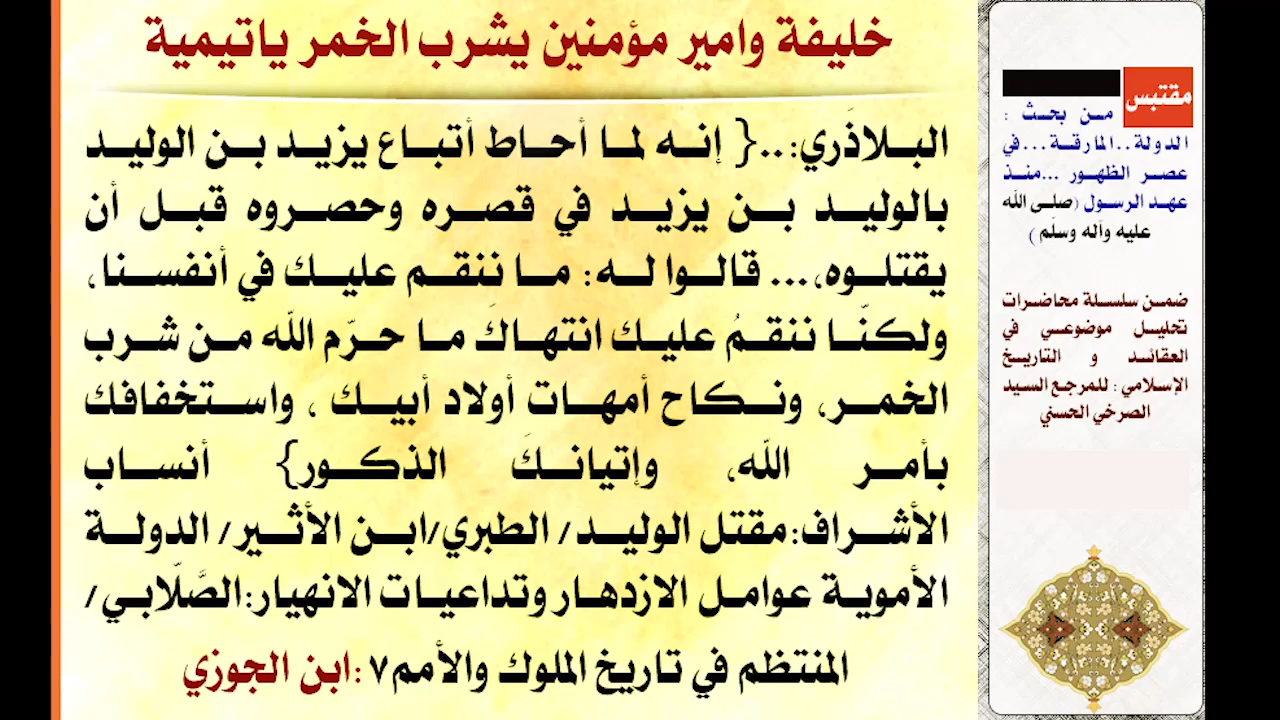 خليفة وامير مؤمنين يشرب الخمر ياتيمية
البلاذَري:..{ إنه لما أحاط أتباع يزيد بن الوليد
بالوليد بن يزيد في قصره وحصروه قبل أن
يقتلوه،... قالوا له: ما ننقم عليك في أنفسنا،
ولكنّا ننقمُ عليك انتهاكَ ما حرّم الله من شرب
الخمر، ونكاح أمهات أولاد أبيك ، واستخفافك
بأمر الله، وإتيانكَ الذكور} أنساب
الأشراف:مقتل الوليد/ الطبري/ابن الأثير/ الدولة
الأموية عوامل الازدهار وتداعيات الانهيار:الصَّلّابي/
المنتظم في تاريخ الملوك والأمم٧ :ابن الجوزي
مقتبس
من بحث :
الدولة..المارقة...في
عصر الظهور ...منذ
عهد الرسول (صلى الله
عليه وآله وسلّم)
ضمن سلسلة محاضرات
تحليل موضوعي في
العقائد و التاريخ
الإسلامي : للمرجع السيد
الصرخي الحسني